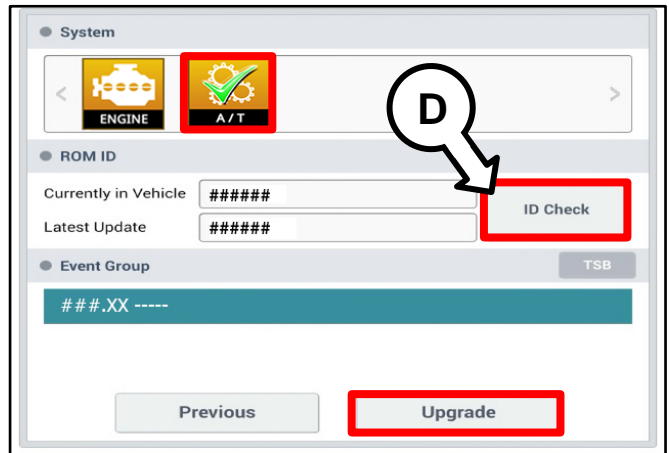 System
<
ENGINE
A/T
D
>
ROM ID
Currently in Vehicle ######
ID Check
Latest Update ######
Event Group TSB
###.XX -----
Previous Upgrade